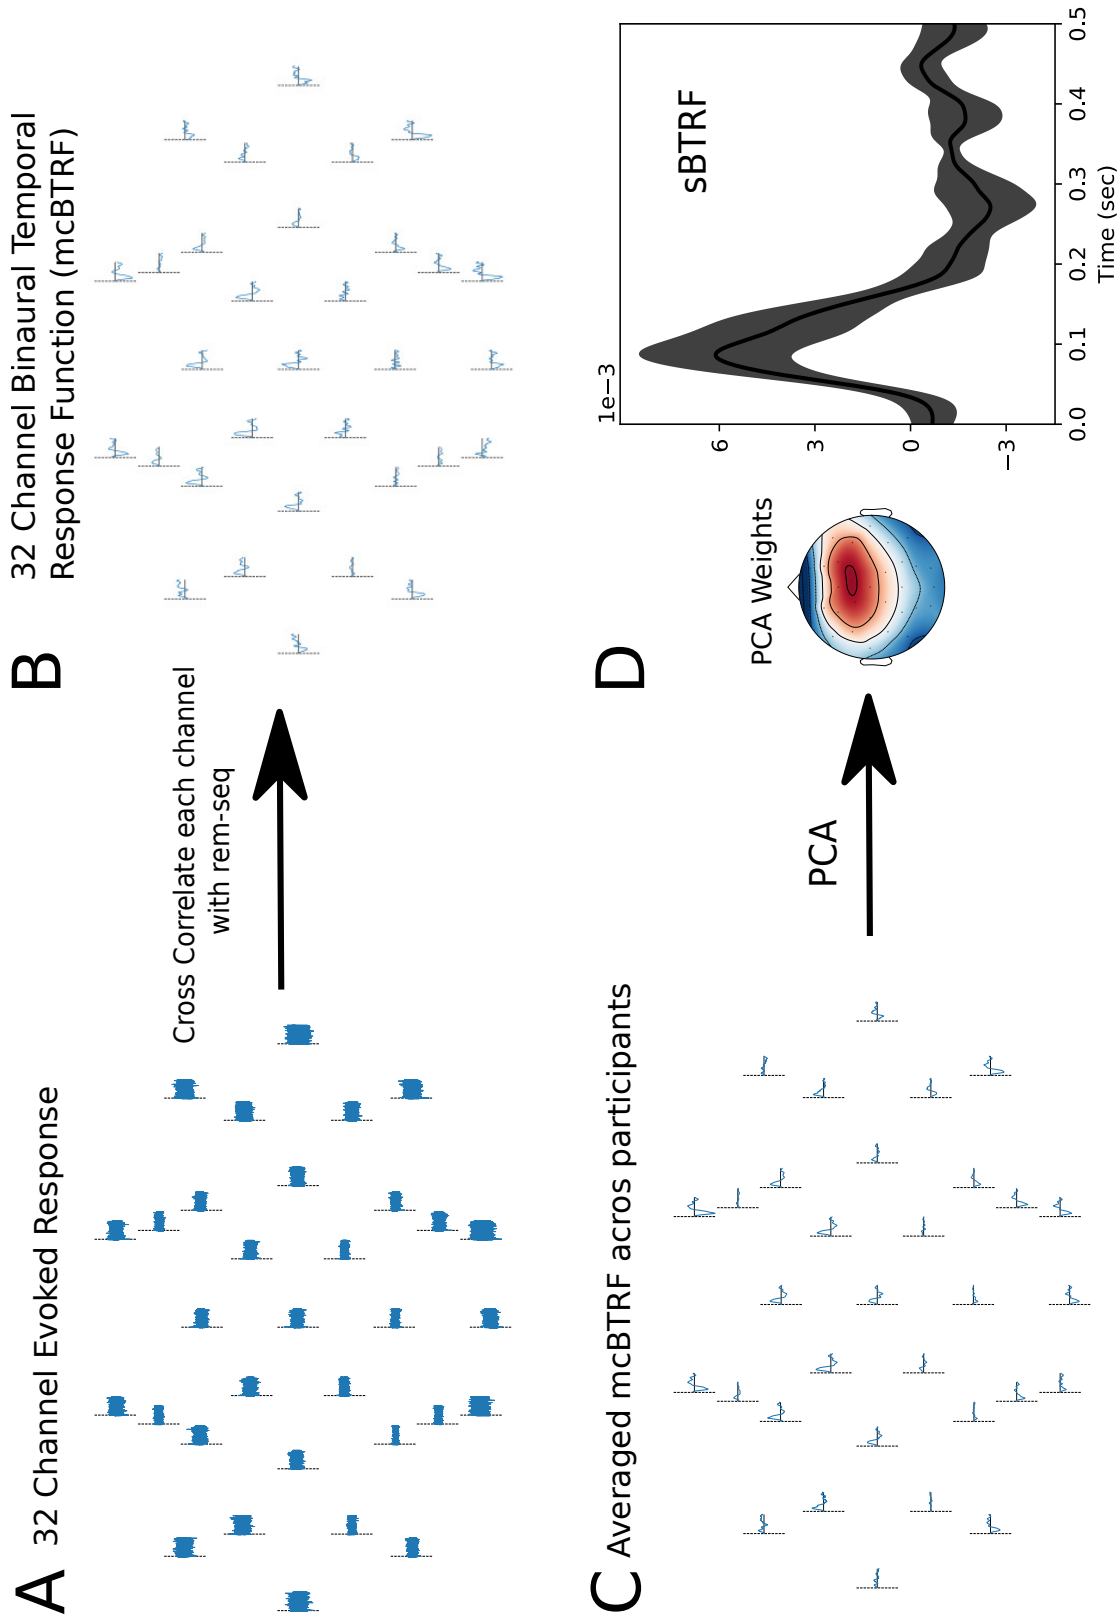 A
32 Channel Evoked Response
Cross Correlate each channel
with rem-seq
B
32 Channel Binaural Temporal
Response Function (mcBTRF)
C
Averaged mcBTRF acros participants
PCA
D
PCA Weights
1e−3
sBTRF
6
3
0
−3
0.0 0.1 0.2 0.3 0.4 0.5
Time (sec)